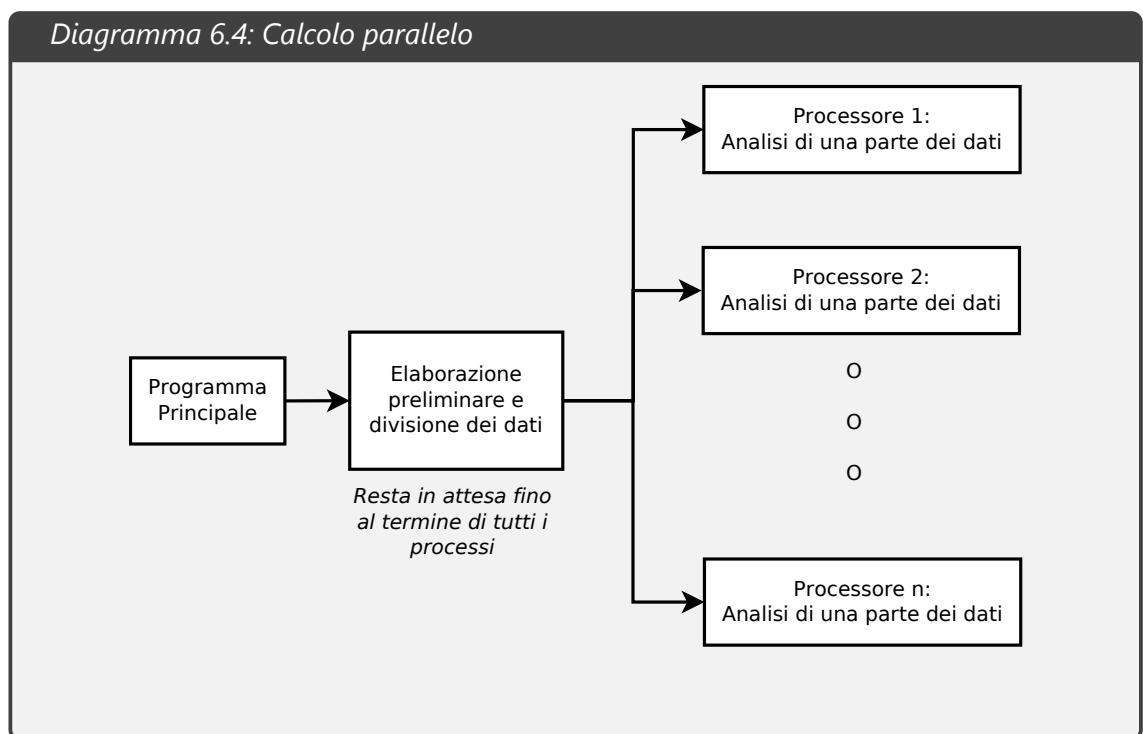 Diagramma 6.4: Calcolo parallelo
Programma
Principale
Elaborazione
preliminare e
divisione dei dati
Resta in attesa fino
al termine di tutti i
processi
Processore 1:
Analisi di una parte dei dati
Processore 2:
Analisi di una parte dei dati
O
O
O
Processore n:
Analisi di una parte dei dati